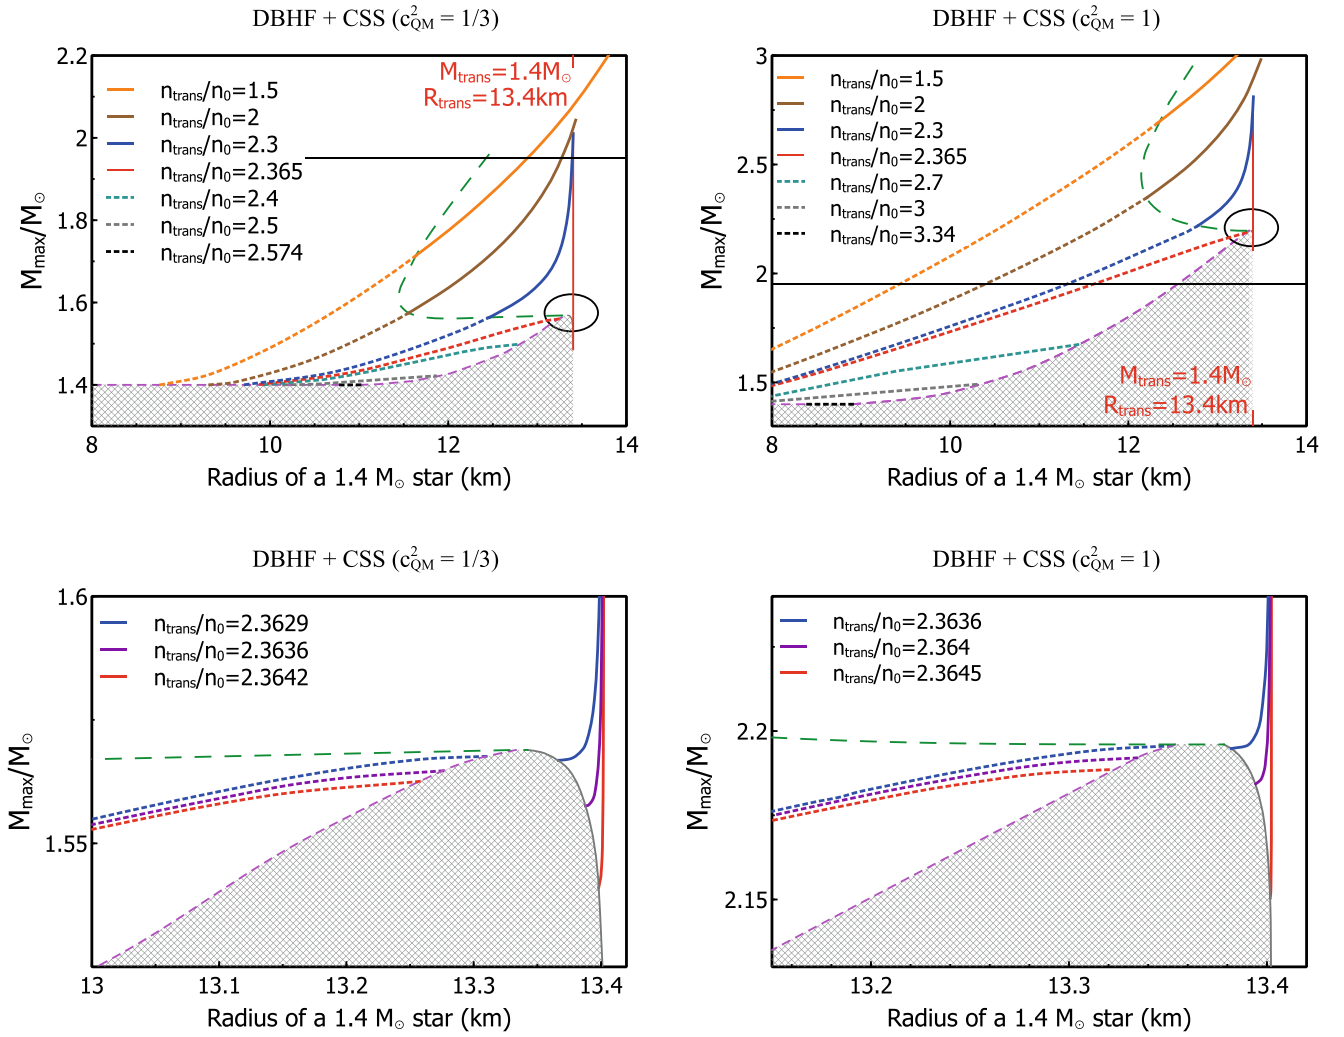 DBHF + CSS (c²QM = 1/3)
2.2
2
1.8
1.6
1.4
Mmax/M☉
ntrans/n0=1.5
ntrans/n0=2
ntrans/n0=2.3
ntrans/n0=2.365
ntrans/n0=2.4
ntrans/n0=2.5
ntrans/n0=2.574
Mtrans=1.4M☉
Rtrans=13.4km
8 10 12 14
Radius of a 1.4 M☉ star (km)
DBHF + CSS (c²QM = 1)
3
2.5
2
1.5
Mmax/M☉
ntrans/n0=1.5
ntrans/n0=2
ntrans/n0=2.3
ntrans/n0=2.365
ntrans/n0=2.7
ntrans/n0=3
ntrans/n0=3.34
Mtrans=1.4M☉
Rtrans=13.4km
8 10 12 14
Radius of a 1.4 M☉ star (km)
DBHF + CSS (c²QM = 1/3)
1.6
1.55
Mmax/M☉
ntrans/n0=2.3629
ntrans/n0=2.3636
ntrans/n0=2.3642
13 13.1 13.2 13.3 13.4
Radius of a 1.4 M☉ star (km)
DBHF + CSS (c²QM = 1)
2.2
2.15
Mmax/M☉
ntrans/n0=2.3636
ntrans/n0=2.364
ntrans/n0=2.3645
13.2 13.3 13.4
Radius of a 1.4 M☉ star (km)